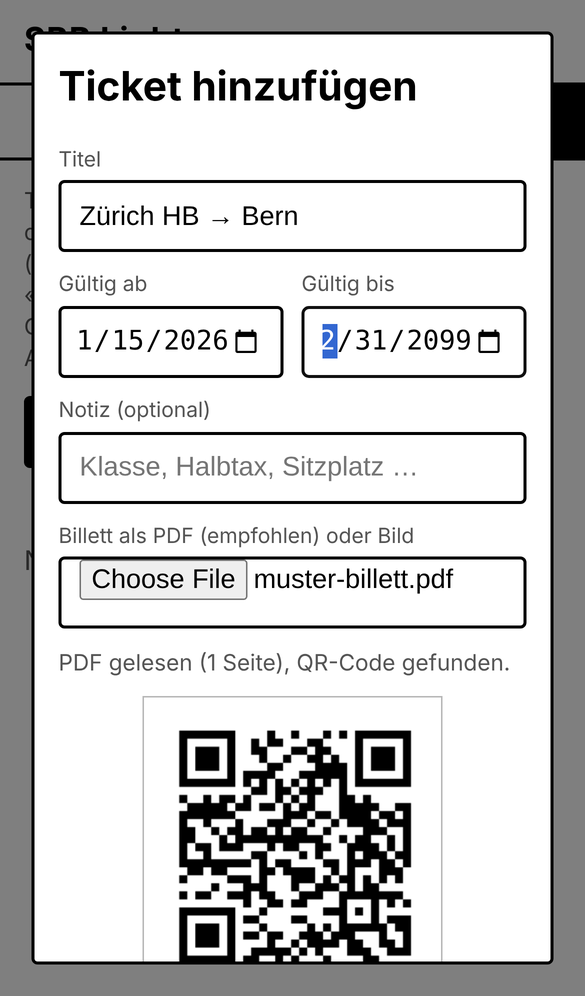 Ticket hinzufügen
Titel
Zürich HB → Bern
Gültig ab
Gültig bis
1/15/2026
2/31/2099
Notiz (optional)
Klasse, Halbtax, Sitzplatz …
Billett als PDF (empfohlen) oder Bild
Choose File muster-billett.pdf
PDF gelesen (1 Seite), QR-Code gefunden.